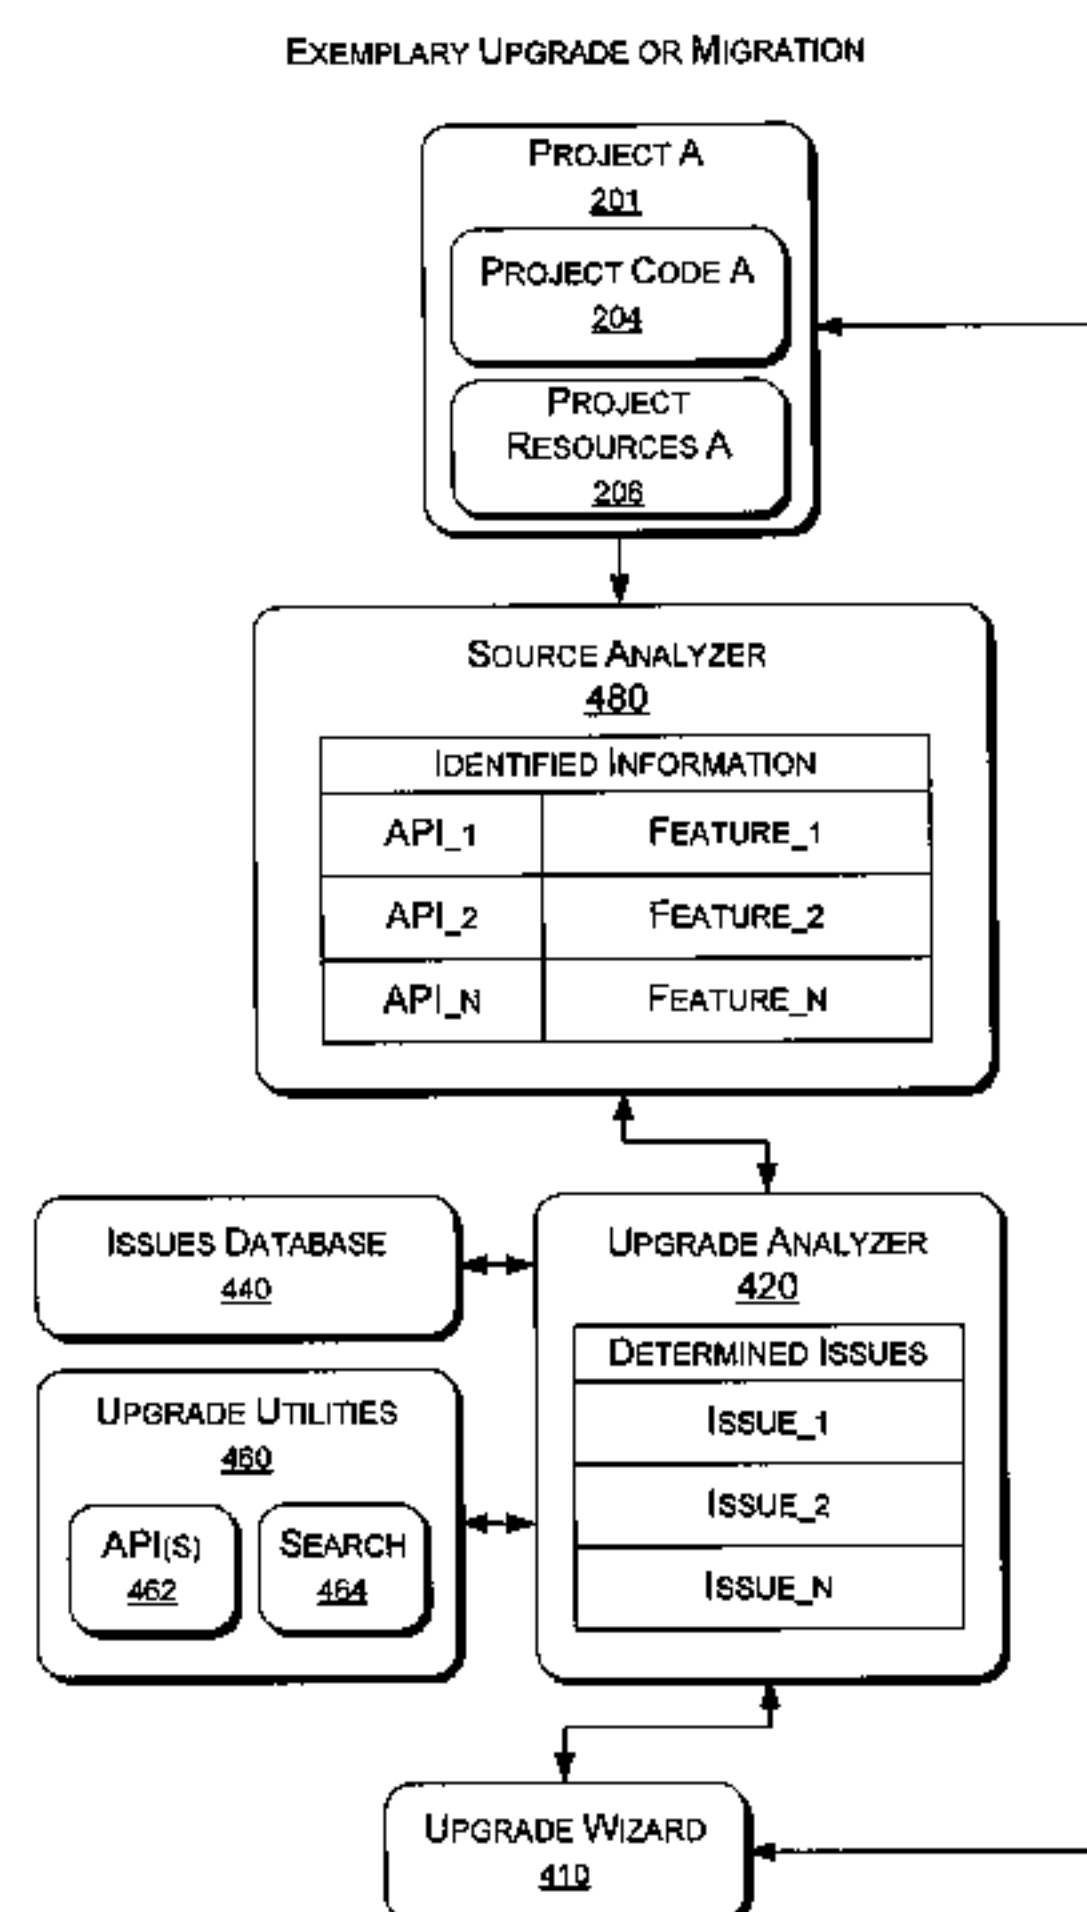 EXEMPLARY UPGRADE OR MIGRATION
PROJECT A
201
PROJECT CODE A
204
PROJECT
RESOURCES A
206
SOURCE ANALYZER
480
IDENTIFIED INFORMATION
API_1 FEATURE_1
API_2 FEATURE_2
API_N FEATURE_N
ISSUES DATABASE
440
UPGRADE ANALYZER
420
DETERMINED ISSUES
ISSUE_1
ISSUE_2
ISSUE_N
UPGRADE UTILITIES
460
API(S)
462
SEARCH
464
UPGRADE WIZARD
410